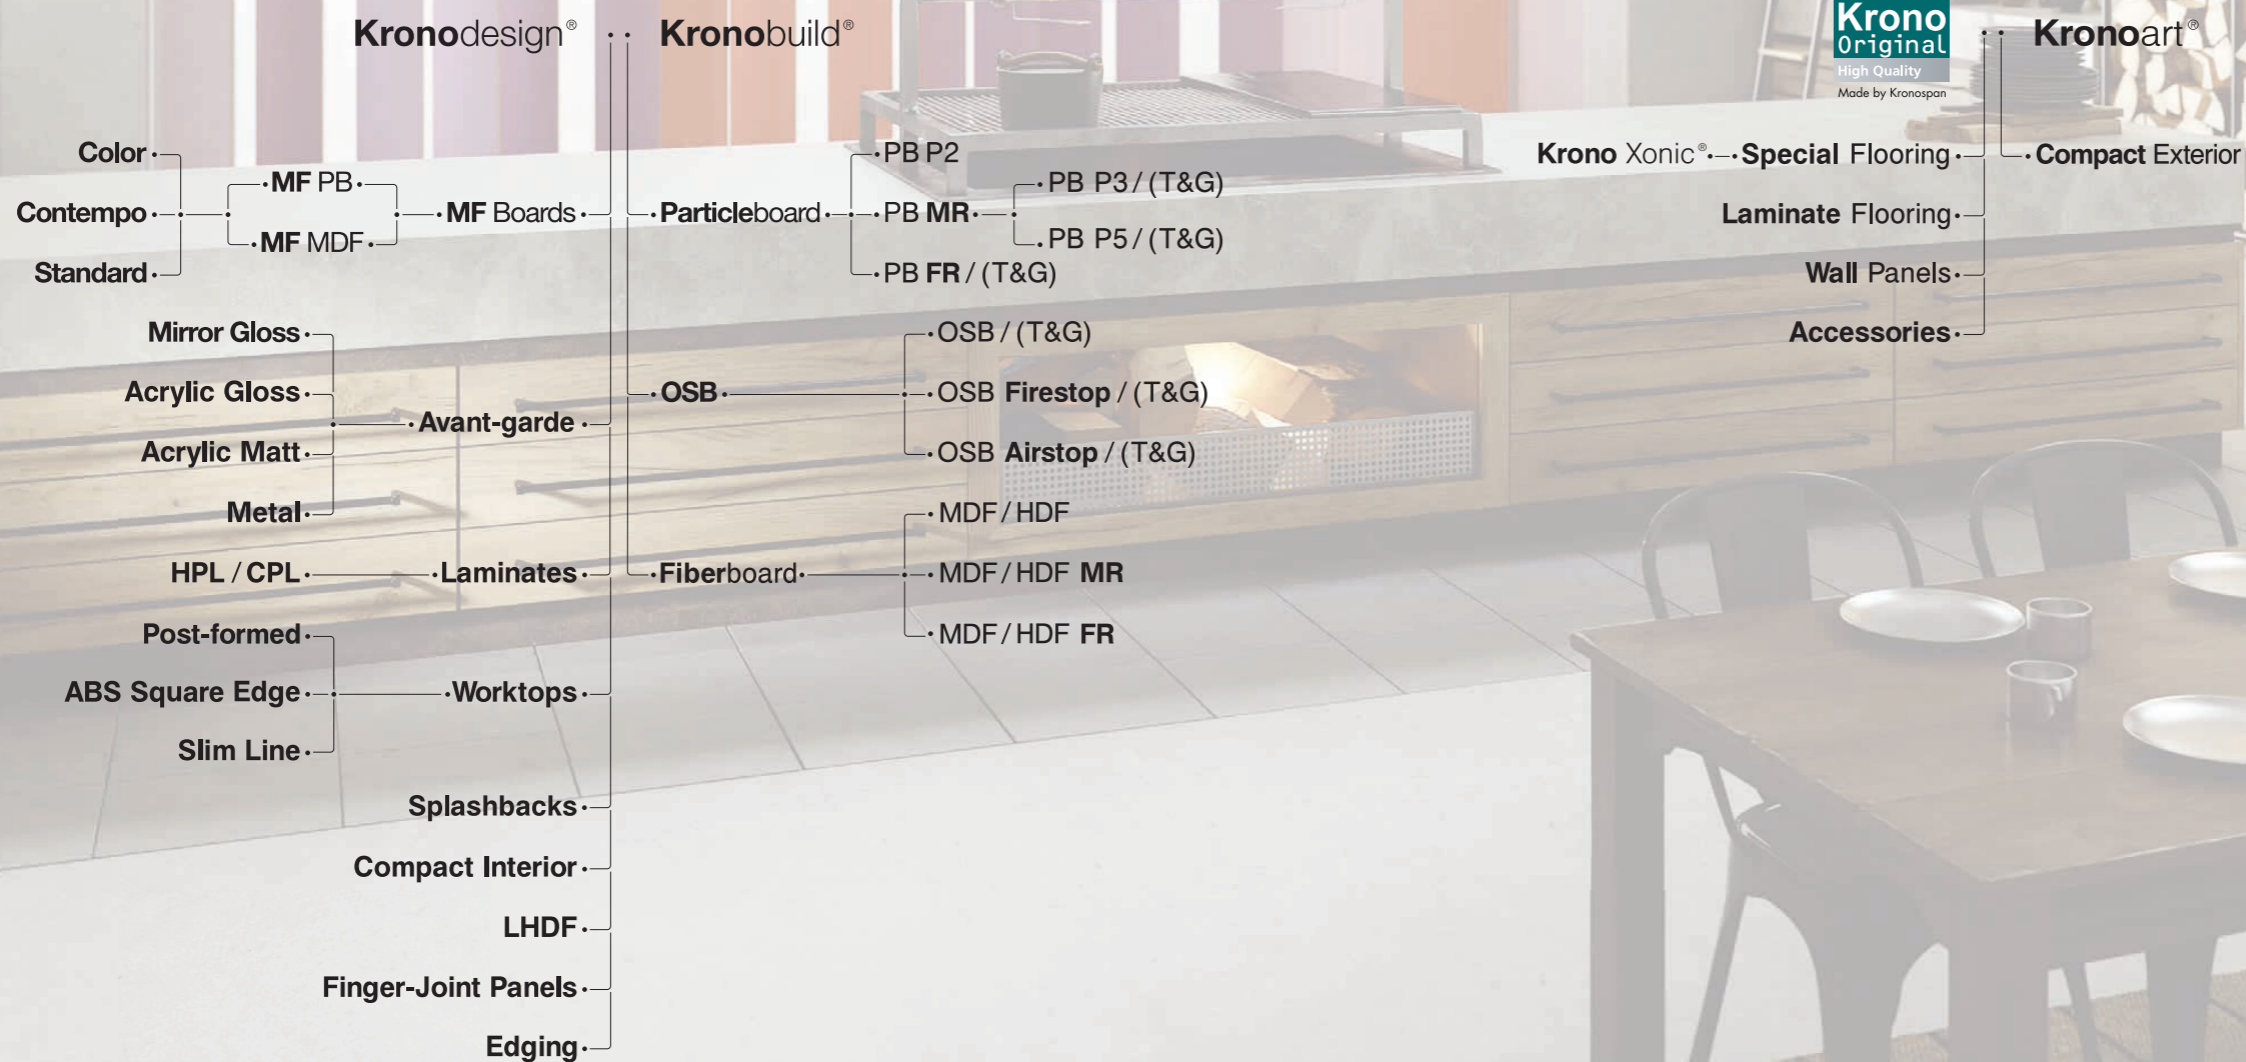 Kronodesign®
Color
Contempo
Standard
MF PB
MF MDF
MF Boards
Mirror Gloss
Acrylic Gloss
Acrylic Matt
Metal
Avant-garde
HPL / CPL
Laminates
Post-formed
ABS Square Edge
Slim Line
Worktops
Splashbacks
Compact Interior
LHDF
Finger-Joint Panels
Edging
Kronobuild®
Particleboard
PB P2
PB MR
PB P3 / (T&G)
PB P5 / (T&G)
PB FR / (T&G)
OSB
OSB / (T&G)
OSB Firestop / (T&G)
OSB Airstop / (T&G)
Fiberboard
MDF / HDF
MDF / HDF MR
MDF / HDF FR
Krono
Original
High Quality
Made by Kronospan
Krono Xonic®
Special Flooring
Laminate Flooring
Wall Panels
Accessories
Kronoart®
Compact Exterior